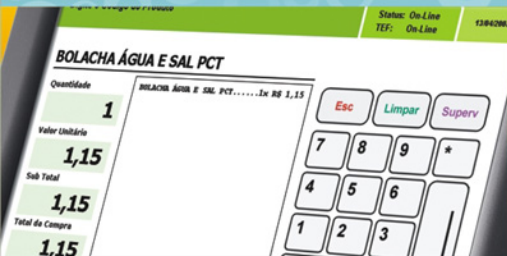 Status: On-Line
TEF: On-Line
BOLACHA ÁGUA E SAL PCT
Quantidade
1
BOLACHA ÁGUA E SAL PCT......1x R$ 1,15
Valor Unitário
1,15
Sub Total
1,15
Total da Compra
1,15
Esc Limpar Superv
7 8 9 *
4 5 6
1 2 3